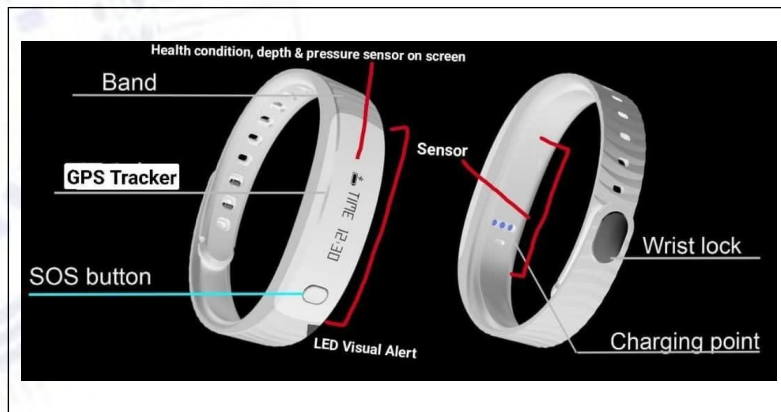 Health condition, depth & pressure sensor on screen
Band
GPS Tracker
Sensor
TIME 12:30
SOS button
Wrist lock
LED Visual Alert
Charging point